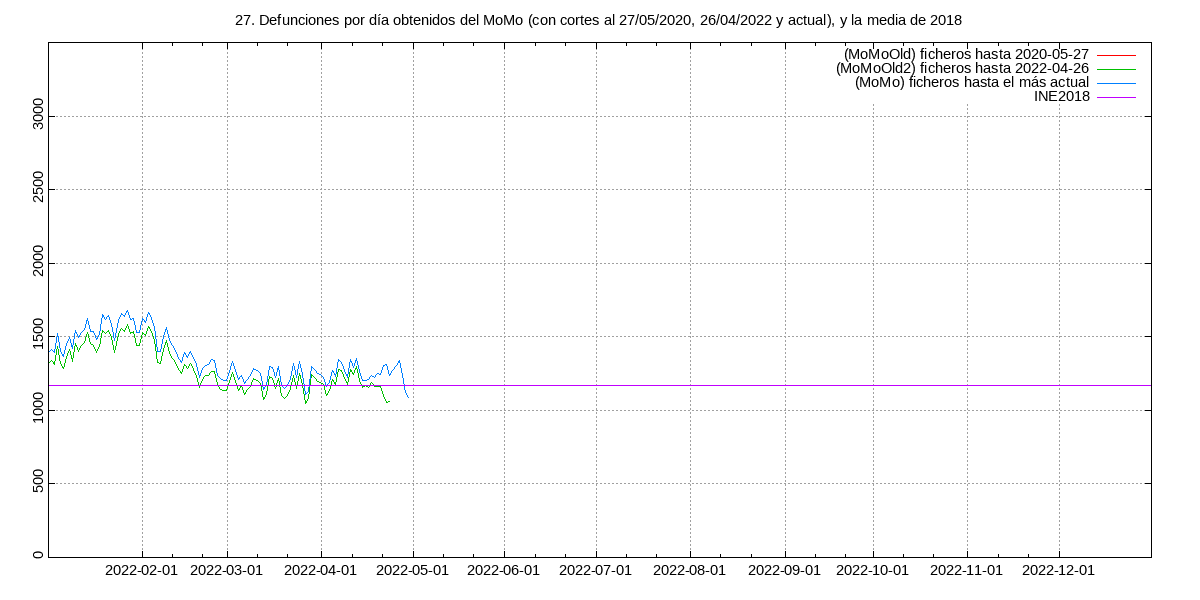 27. Defunciones por día obtenidos del MoMo (con cortes al 27/05/2020, 26/04/2022 y actual), y la media de 2018
(MoMoOld) ficheros hasta 2020-05-27
(MoMoOld2) ficheros hasta 2022-04-26
(MoMo) ficheros hasta el más actual
INE2018
3000
2500
2000
1500
1000
500
0
2022-02-01 2022-03-01 2022-04-01 2022-05-01 2022-06-01 2022-07-01 2022-08-01 2022-09-01 2022-10-01 2022-11-01 2022-12-01